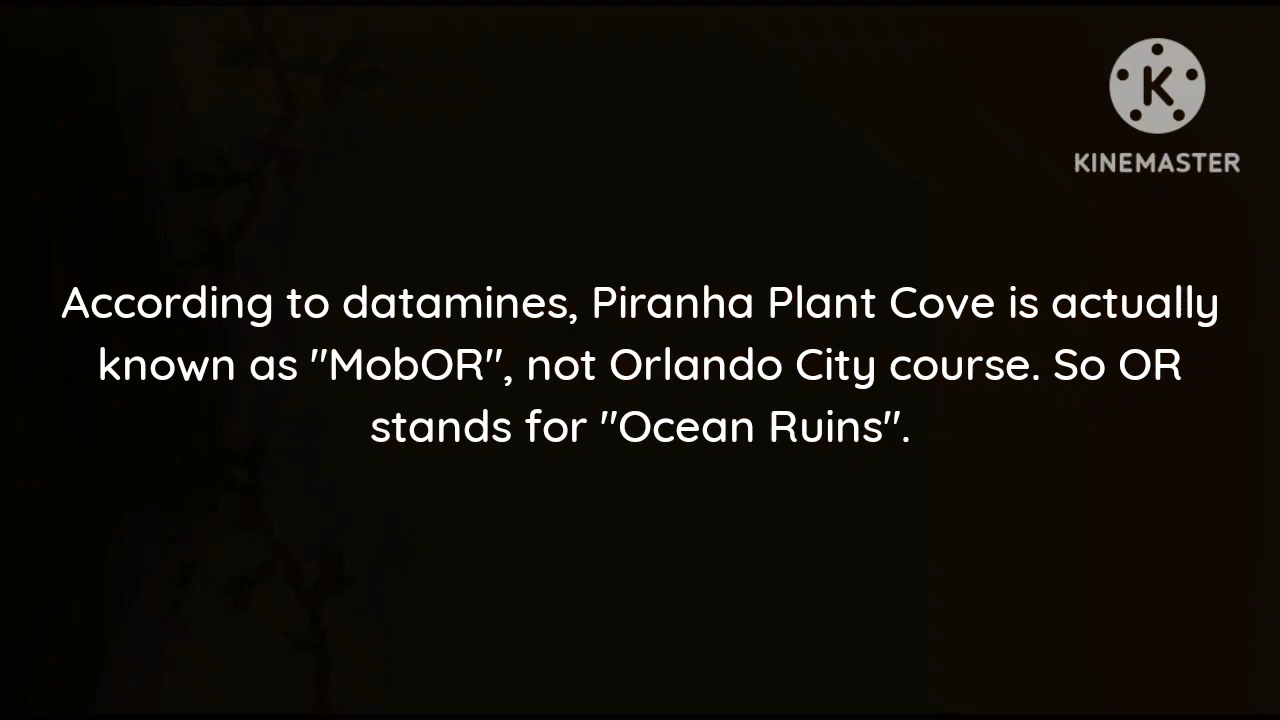 K
KINEMASTER
According to datamines, Piranha Plant Cove is actually
known as "MobOR", not Orlando City course. So OR
stands for "Ocean Ruins".